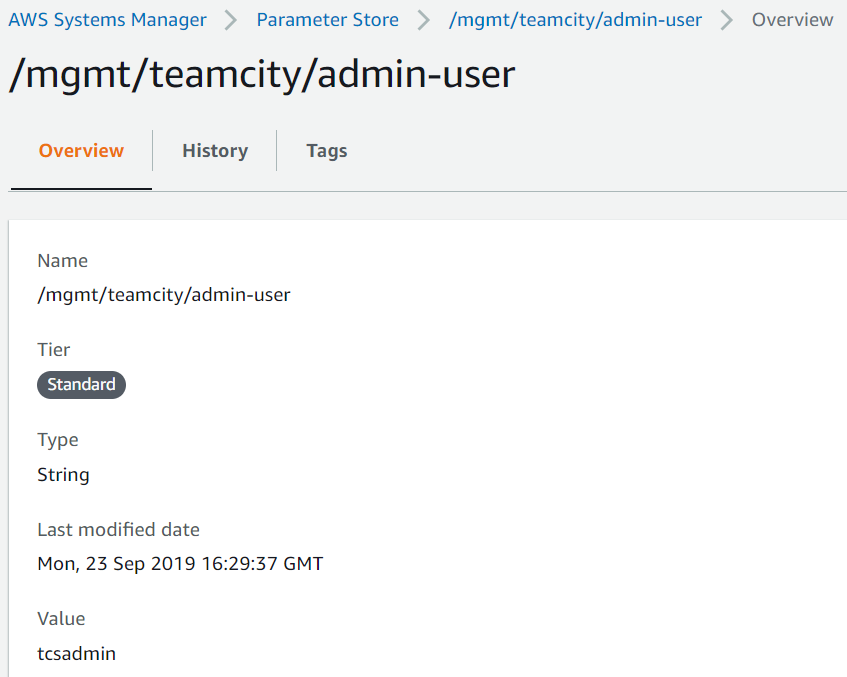 AWS Systems Manager > Parameter Store > /mgmt/teamcity/admin-user > Overview
/mgmt/teamcity/admin-user
Overview History Tags
Name
/mgmt/teamcity/admin-user
Tier
Standard
Type
String
Last modified date
Mon, 23 Sep 2019 16:29:37 GMT
Value
tcsadmin